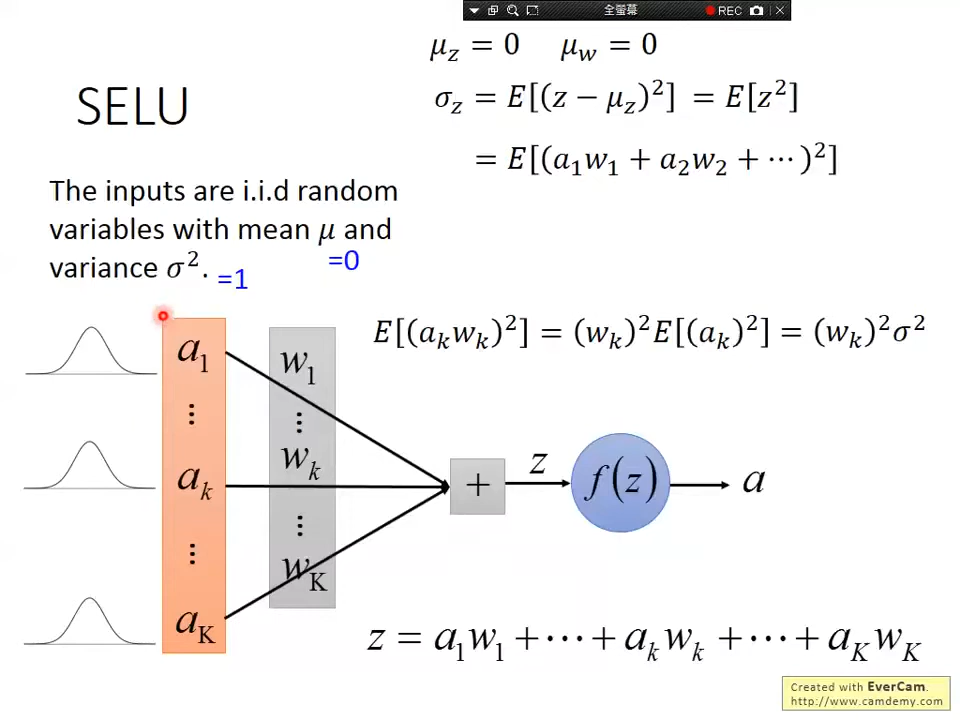 全螢幕 REC
μ_z = 0 μ_w = 0
SELU
σ_z = E[(z − μ_z)²] = E[z²]
= E[(a₁w₁ + a₂w₂ + ⋯)²]
The inputs are i.i.d random
variables with mean μ and
variance σ². =1 =0
E[(a_k w_k)²] = (w_k)²E[(a_k)²] = (w_k)²σ²
a₁ w₁
⋮ ⋮
a_k w_k + z f(z) a
⋮ ⋮
a_K w_K
z = a₁w₁ + ⋯ + a_k w_k + ⋯ + a_K w_K
Created with EverCam.
http://www.camdemy.com